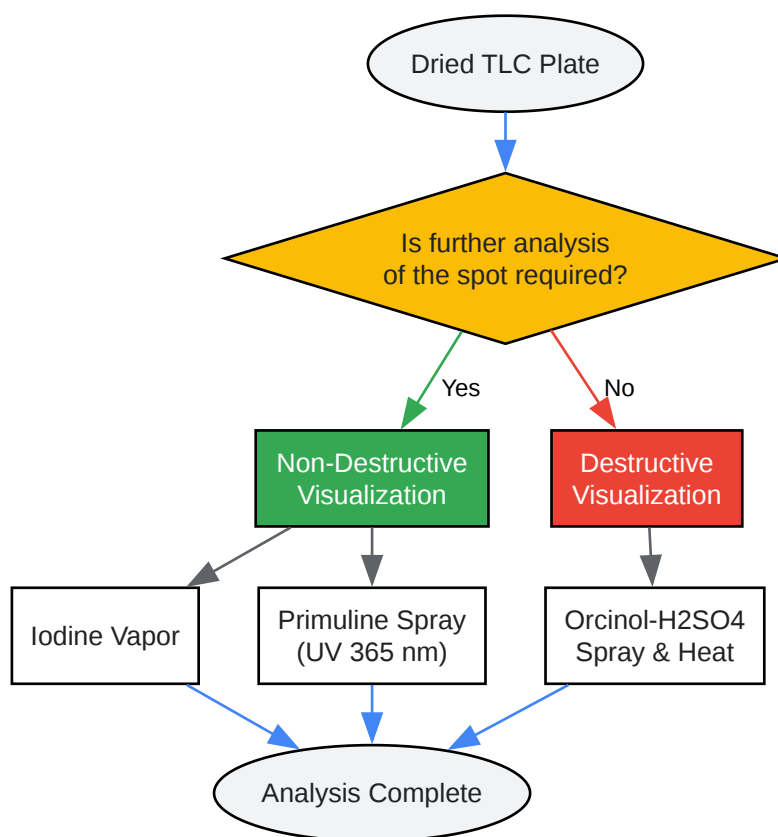 Dried TLC Plate
Is further analysis
of the spot required?
Yes
No
Non-Destructive
Visualization
Destructive
Visualization
Iodine Vapor
Primuline Spray
(UV 365 nm)
Orcinol-H2SO4
Spray & Heat
Analysis Complete